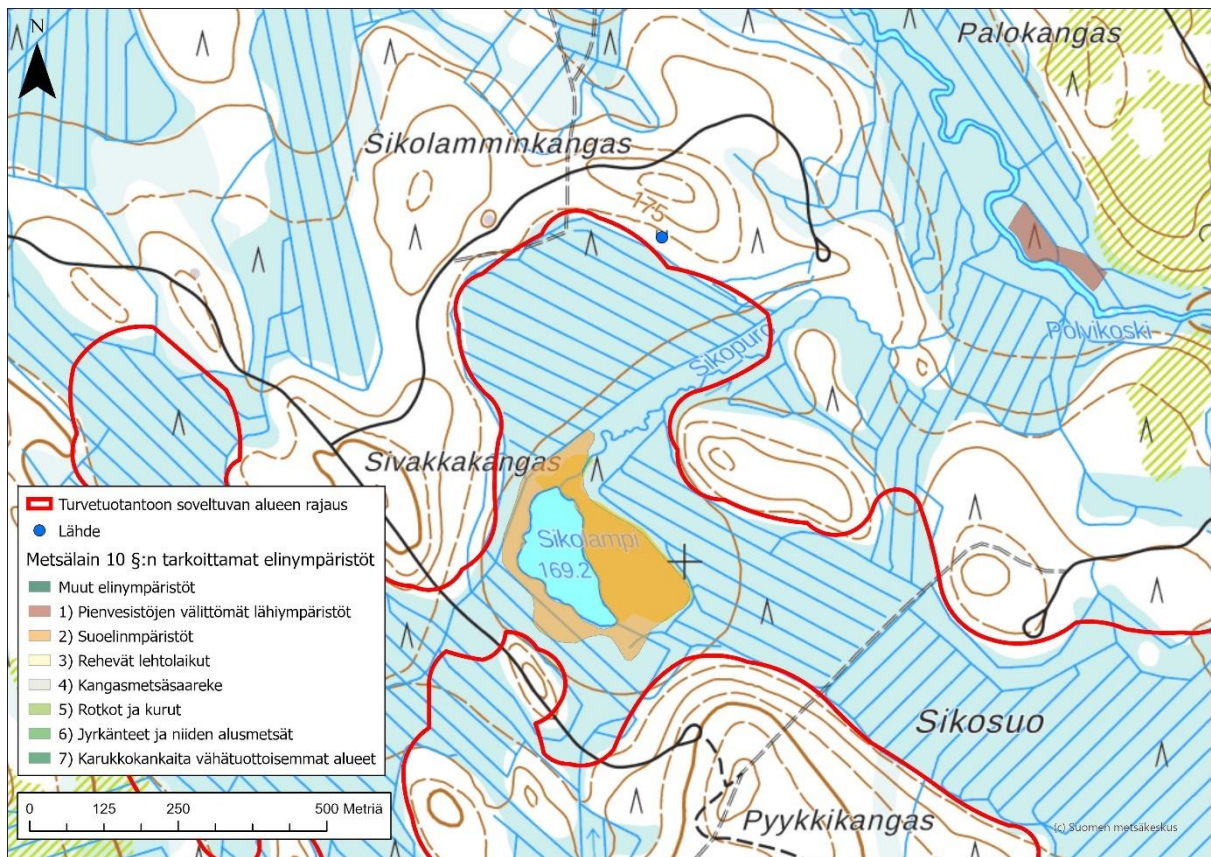 N
Palokangas
Sikolamminkangas
175
Sikopuro
Polvikoski
Sivakkakangas
Sikolampi
169.2
Turvetuotantoon soveltuvan alueen rajaus
Lähde
Metsälain 10 §:n tarkoittamat elinympäristöt
Muut elinympäristöt
1) Pienvesistöjen välittömät lähiympäristöt
2) Suoelinmpäristöt
3) Rehevät lehtolaikut
4) Kangasmetsäsaareke
5) Rotkot ja kurut
6) Jyrkänteet ja niiden alusmetsät
7) Karukkokankaita vähätuottoisemmat alueet
0 125 250 500 Metriä
Sikosuo
Pyykkikangas
(c) Suomen metsäkeskus